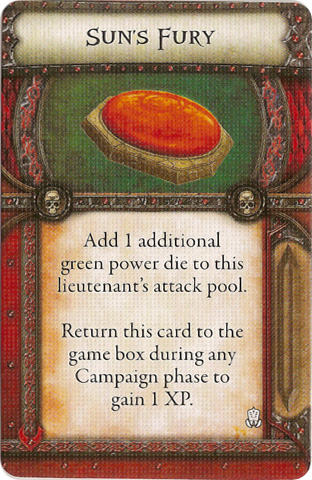 Sun's Fury
Add 1 additional
green power die to this
lieutenant's attack pool.
Return this card to the
game box during any
Campaign phase to
gain 1 XP.